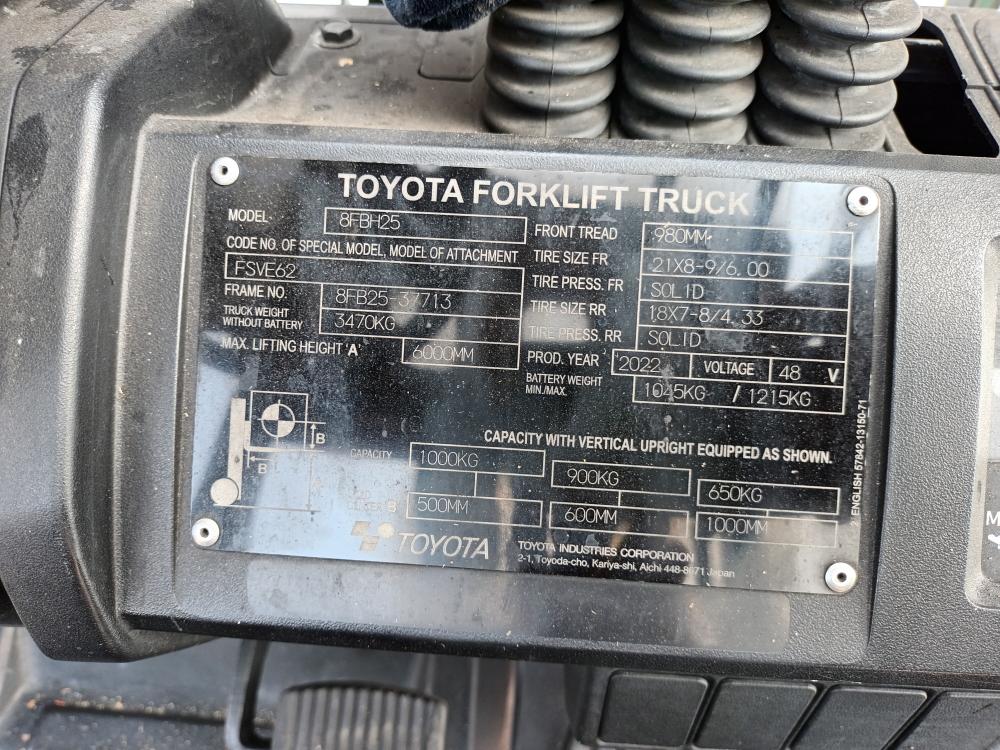 TOYOTA FORKLIFT TRUCK
MODEL 8FBH25
CODE NO. OF SPECIAL MODEL, MODEL OF ATTACHMENT
FSVE62
FRAME NO. 8FB25-37713
TRUCK WEIGHT WITHOUT BATTERY 3470KG
MAX. LIFTING HEIGHT 'A' 6000MM
FRONT TREAD 980MM
TIRE SIZE FR 21X8-9/6.00
TIRE PRESS. FR SOLID
TIRE SIZE RR 18X7-8/4.33
TIRE PRESS. RR SOLID
PROD. YEAR 2022 VOLTAGE 48 V
BATTERY WEIGHT MIN./MAX. 1045KG / 1215KG
CAPACITY WITH VERTICAL UPRIGHT EQUIPPED AS SHOWN.
B
B
CAPACITY 1000KG 900KG 650KG
B 500MM 600MM 1000MM
TOYOTA
TOYOTA INDUSTRIES CORPORATION
2-1, Toyoda-cho, Kariya-shi, Aichi 448-8671 Japan
ENGLISH 57842-13150-71
M